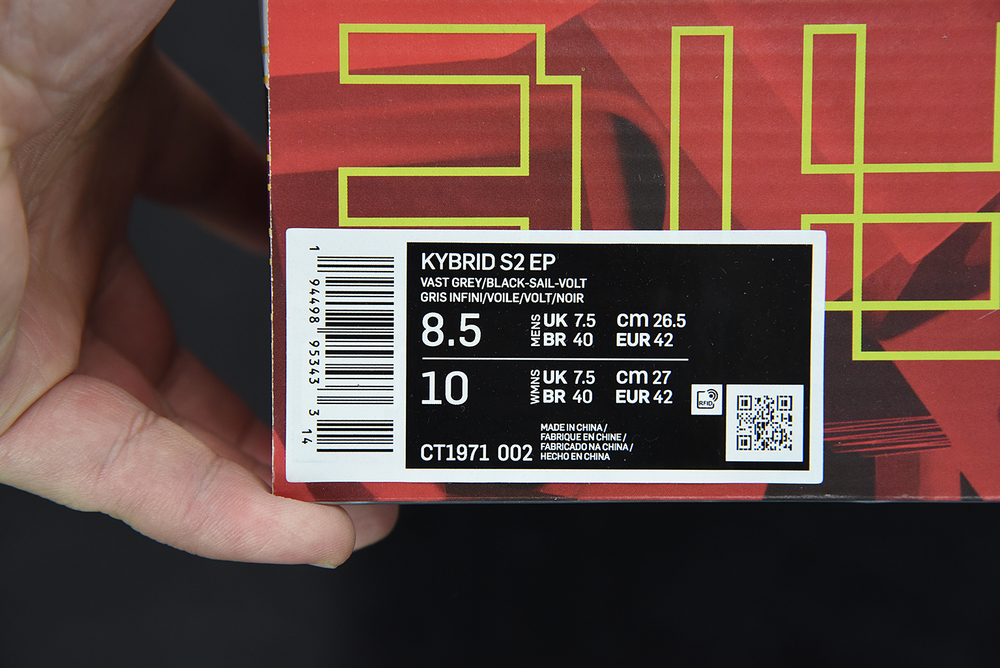 KYBRID S2 EP
VAST GREY/BLACK-SAIL-VOLT
GRIS INFINI/VOILE/VOLT/NOIR
8.5 MENS UK 7.5 cm 26.5
BR 40 EUR 42
10 WMNS UK 7.5 cm 27
BR 40 EUR 42
RFID
MADE IN CHINA /
FABRIQUE EN CHINE /
FABRICADO NA CHINA /
HECHO EN CHINA
CT1971 002
1 94498 95343 3 14